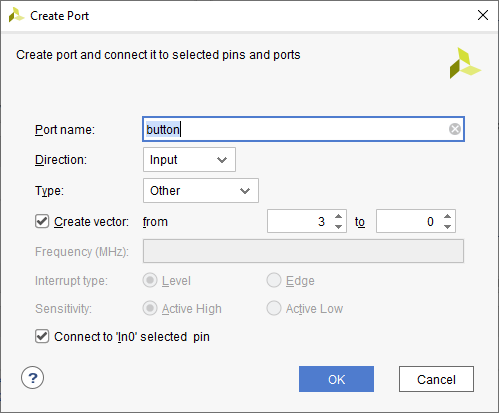 Create Port
Create port and connect it to selected pins and ports
Port name: button
Direction: Input
Type: Other
Create vector: from 3 to 0
Frequency (MHz):
Interrupt type: Level Edge
Sensitivity: Active High Active Low
Connect to 'In0' selected pin
? OK Cancel